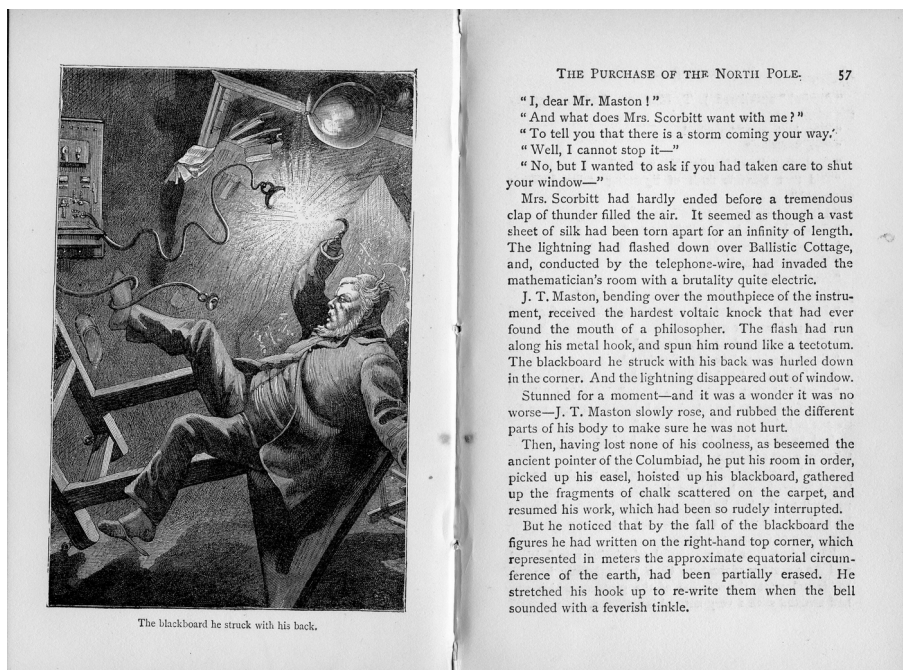 The blackboard he struck with his back.
THE PURCHASE OF THE NORTH POLE. 57
"I, dear Mr. Maston!"
"And what does Mrs. Scorbitt want with me?"
"To tell you that there is a storm coming your way."
"Well, I cannot stop it—"
"No, but I wanted to ask if you had taken care to shut
your window—"
Mrs. Scorbitt had hardly ended before a tremendous
clap of thunder filled the air. It seemed as though a vast
sheet of silk had been torn apart for an infinity of length.
The lightning had flashed down over Ballistic Cottage,
and, conducted by the telephone-wire, had invaded the
mathematician's room with a brutality quite electric.
J. T. Maston, bending over the mouthpiece of the instru-
ment, received the hardest voltaic knock that had ever
found the mouth of a philosopher. The flash had run
along his metal hook, and spun him round like a teetotum.
The blackboard he struck with his back was hurled down
in the corner. And the lightning disappeared out of window.
Stunned for a moment—and it was a wonder it was no
worse—J. T. Maston slowly rose, and rubbed the different
parts of his body to make sure he was not hurt.
Then, having lost none of his coolness, as beseemed the
ancient pointer of the Columbiad, he put his room in order,
picked up his easel, hoisted up his blackboard, gathered
up the fragments of chalk scattered on the carpet, and
resumed his work, which had been so rudely interrupted.
But he noticed that by the fall of the blackboard the
figures he had written on the right-hand top corner, which
represented in meters the approximate equatorial circum-
ference of the earth, had been partially erased. He
stretched his hook up to re-write them when the bell
sounded with a feverish tinkle.